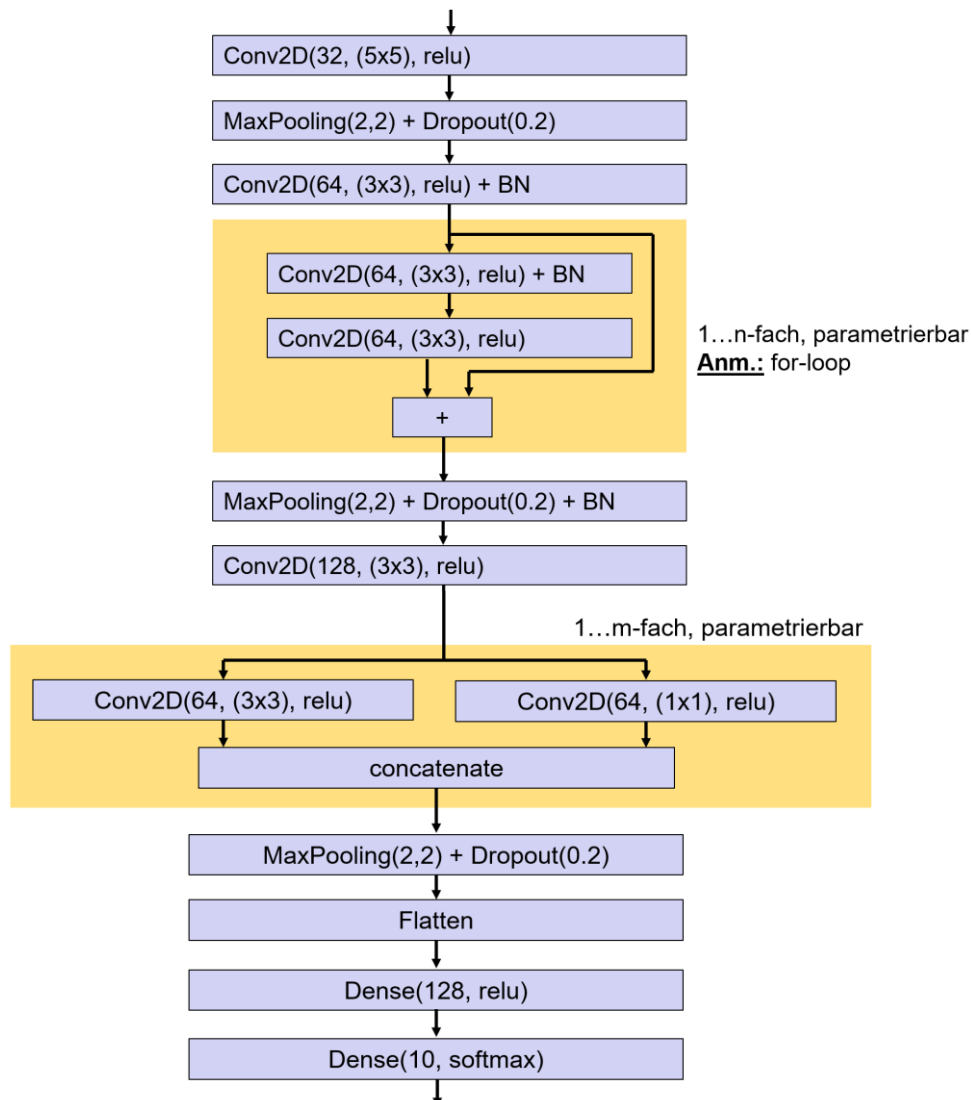 Conv2D(32, (5x5), relu)
MaxPooling(2,2) + Dropout(0.2)
Conv2D(64, (3x3), relu) + BN
Conv2D(64, (3x3), relu) + BN
Conv2D(64, (3x3), relu)
+
1…n-fach, parametrierbar
Anm.: for-loop
MaxPooling(2,2) + Dropout(0.2) + BN
Conv2D(128, (3x3), relu)
1…m-fach, parametrierbar
Conv2D(64, (3x3), relu)
Conv2D(64, (1x1), relu)
concatenate
MaxPooling(2,2) + Dropout(0.2)
Flatten
Dense(128, relu)
Dense(10, softmax)